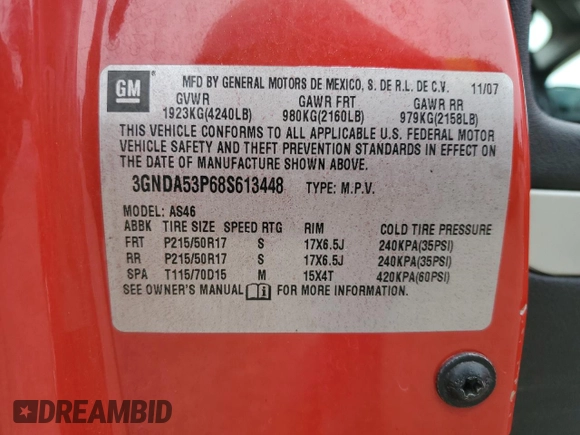 GM
MFD BY GENERAL MOTORS DE MEXICO, S. DE R.L. DE C.V. 11/07
GVWR GAWR FRT GAWR RR
1923KG(4240LB) 980KG(2160LB) 979KG(2158LB)
THIS VEHICLE CONFORMS TO ALL APPLICABLE U.S. FEDERAL MOTOR
VEHICLE SAFETY AND THEFT PREVENTION STANDARDS IN EFFECT ON
THE DATE OF MANUFACTURE SHOWN ABOVE.
3GNDA53P68S613448 TYPE: M.P.V.
MODEL: AS46
ABBK TIRE SIZE SPEED RTG RIM COLD TIRE PRESSURE
FRT P215/50R17 S 17X6.5J 240KPA(35PSI)
RR P215/50R17 S 17X6.5J 240KPA(35PSI)
SPA T115/70D15 M 15X4T 420KPA(60PSI)
SEE OWNER'S MANUAL FOR MORE INFORMATION.
DREAMBID